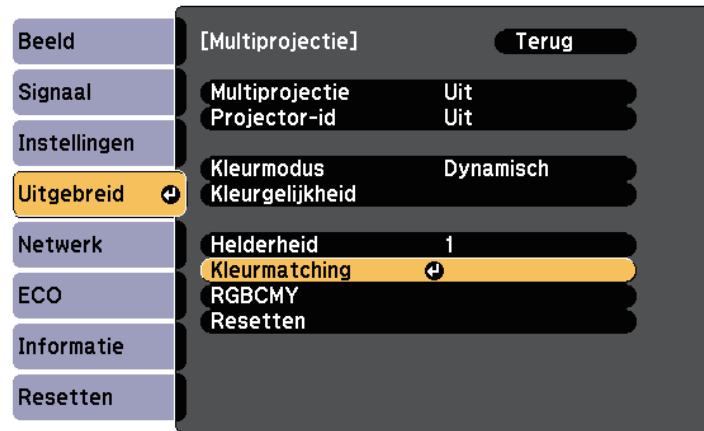 Beeld
Signaal
Instellingen
Uitgebreid
Netwerk
ECO
Informatie
Resetten
[Multiprojectie] Terug
Multiprojectie Uit
Projector-id Uit
Kleurmodus Dynamisch
Kleurgelijkheid
Helderheid 1
Kleurmatching
RGBCMY
Resetten